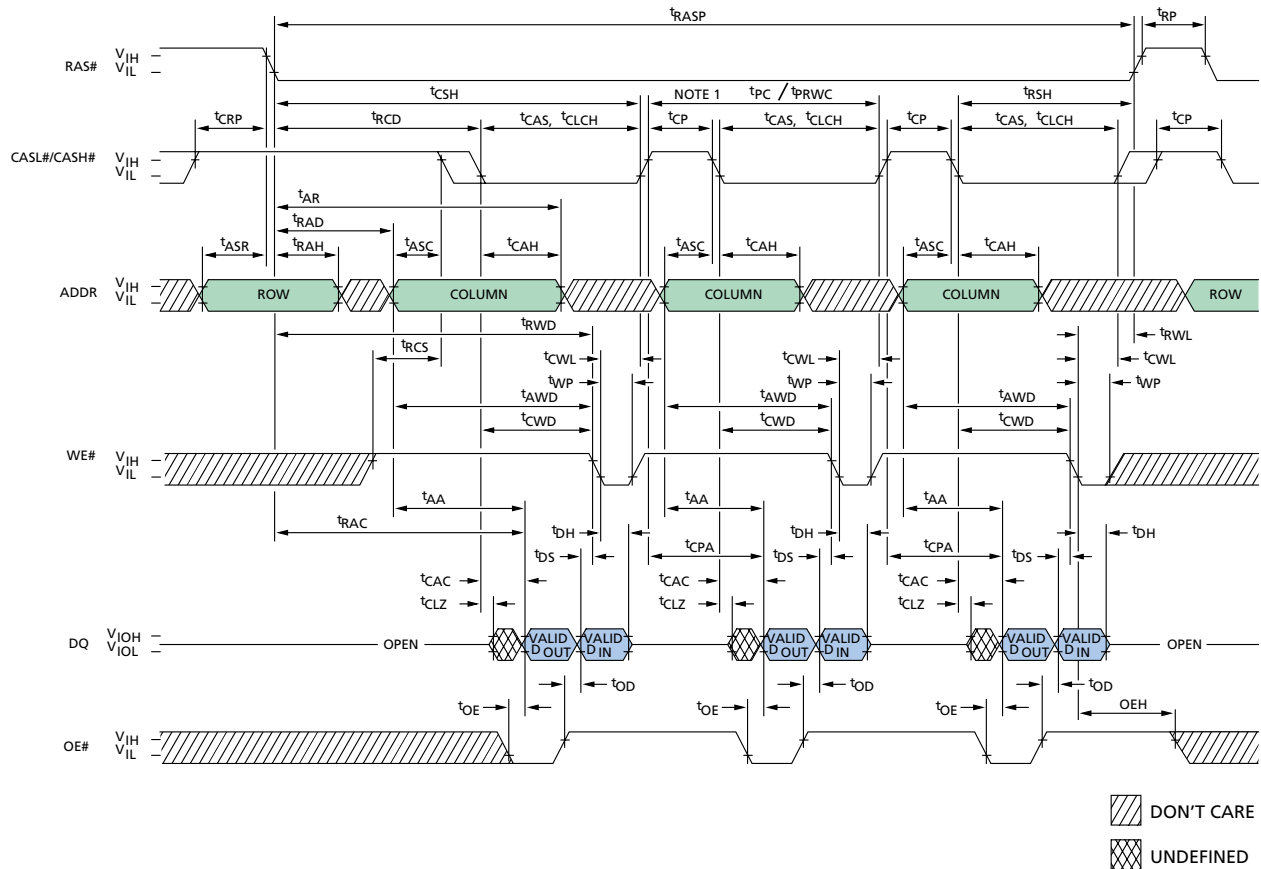 tRASP tRP
RAS# VIH
VIL
tCSH NOTE 1 tPC / tPRWC tRSH
tCRP tRCD tCAS, tCLCH tCP tCAS, tCLCH tCP tCAS, tCLCH tCP
CASL#/CASH# VIH
VIL
tAR
tRAD
tASR tRAH tASC tCAH tASC tCAH tASC tCAH
ADDR VIH
VIL
ROW COLUMN COLUMN COLUMN ROW
tRWD tRWL
tRCS tCWL tCWL tCWL
tWP tWP tWP
tAWD tAWD tAWD
tCWD tCWD tCWD
WE# VIH
VIL
tAA tAA tAA
tRAC tDH tDH tDH
tDS tCPA tDS tCPA tDS
tCAC tCAC tCAC
tCLZ tCLZ tCLZ
DQ VIOH
VIOL
OPEN VALID DOUT VALID DIN VALID DOUT VALID DIN VALID DOUT VALID DIN OPEN
tOD tOD tOD
tOE tOE tOE OEH
OE# VIH
VIL
DON'T CARE
UNDEFINED